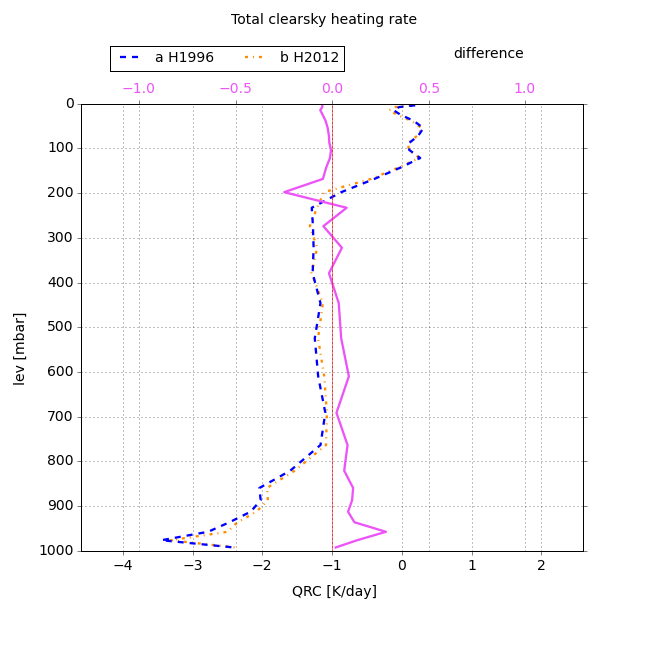 Total clearsky heating rate
a H1996 b H2012 difference
−1.0 −0.5 0.0 0.5 1.0
0
100
200
300
400
500
600
700
800
900
1000
lev [mbar]
−4 −3 −2 −1 0 1 2
QRC [K/day]